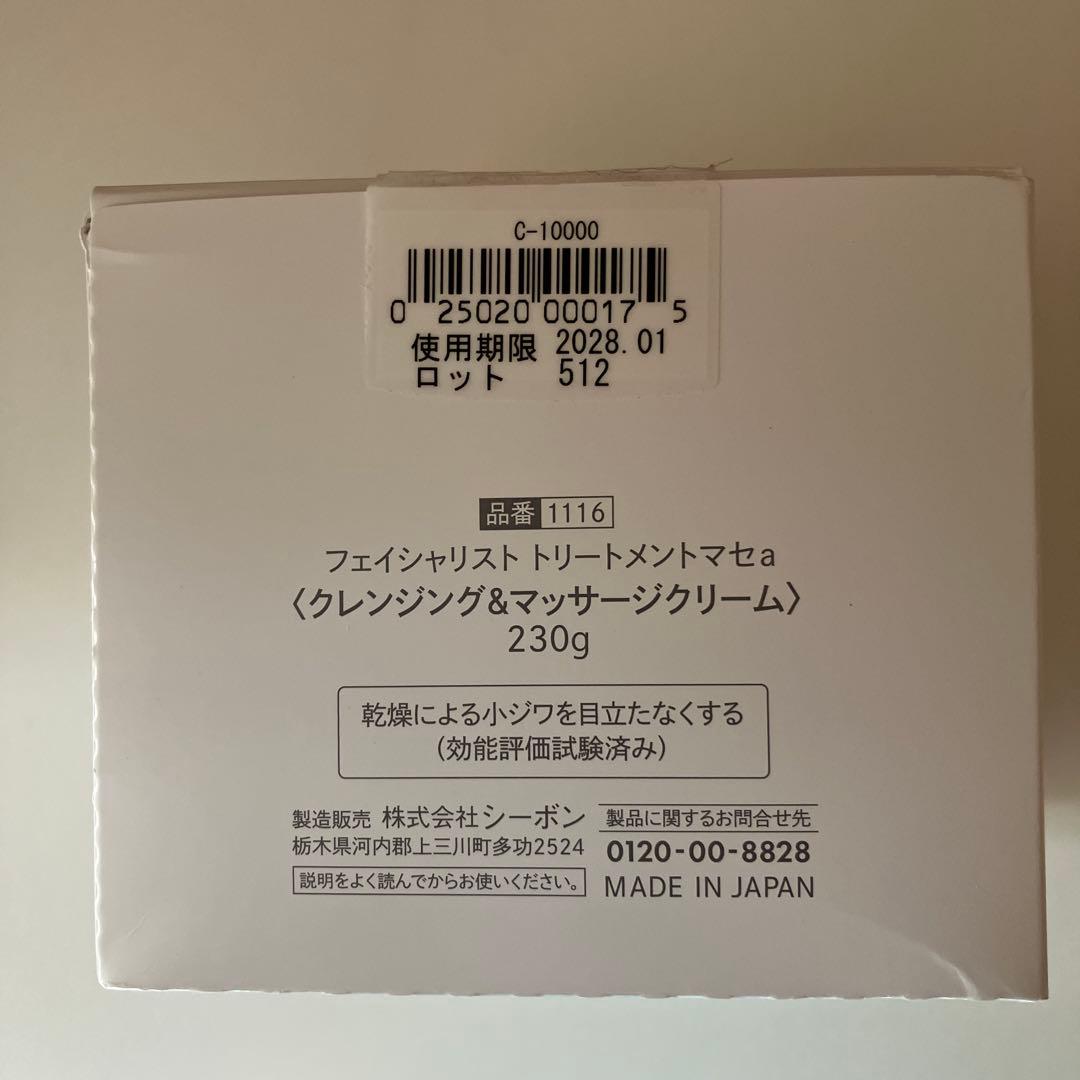 C-10000
0 25020 00017 5
使用期限 2028.01
ロット 512
品番 1116
フェイシャリスト トリートメントマセa
〈クレンジング&マッサージクリーム〉
230g
乾燥による小ジワを目立たなくする
(効能評価試験済み)
製造販売 株式会社シーボン
栃木県河内郡上三川町多功2524
説明をよく読んでからお使いください。
製品に関するお問合せ先
0120-00-8828
MADE IN JAPAN